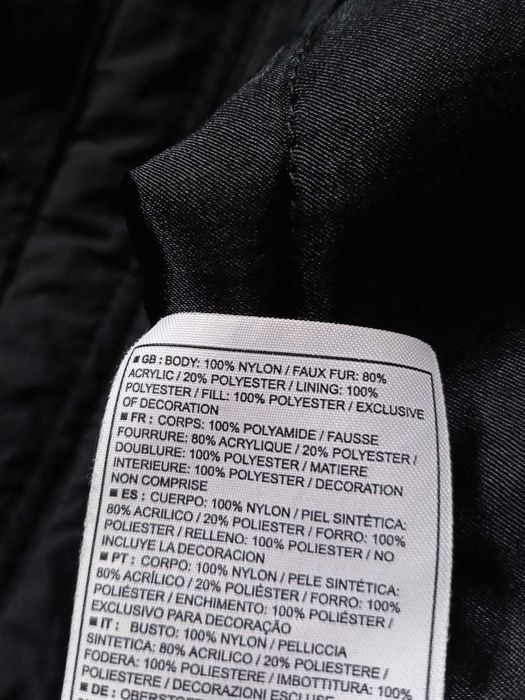 ■ GB : BODY: 100% NYLON / FAUX FUR: 80%
ACRYLIC / 20% POLYESTER / LINING: 100%
POLYESTER / FILL: 100% POLYESTER / EXCLUSIVE
OF DECORATION
■ FR : CORPS: 100% POLYAMIDE / FAUSSE
FOURRURE: 80% ACRYLIQUE / 20% POLYESTER /
DOUBLURE: 100% POLYESTER / MATIERE
INTERIEURE: 100% POLYESTER / DECORATION
NON COMPRISE
■ ES : CUERPO: 100% NYLON / PIEL SINTÉTICA:
80% ACRILICO / 20% POLIESTER / FORRO: 100%
POLIESTER / RELLENO: 100% POLIESTER / NO
INCLUYE LA DECORACION
■ PT : CORPO: 100% NYLON / PELE SINTÉTICA:
80% ACRÍLICO / 20% POLIÉSTER / FORRO: 100%
POLIÉSTER / ENCHIMENTO: 100% POLIÉSTER /
EXCLUSIVO PARA DECORAÇÃO
■ IT : BUSTO: 100% NYLON / PELLICCIA
SINTETICA: 80% ACRILICO / 20% POLIESTERE /
FODERA: 100% POLIESTERE / IMBOTTITURA: 100%
POLIESTERE / DECORAZIONI ESCLUSE
■ DE : OBERSTO